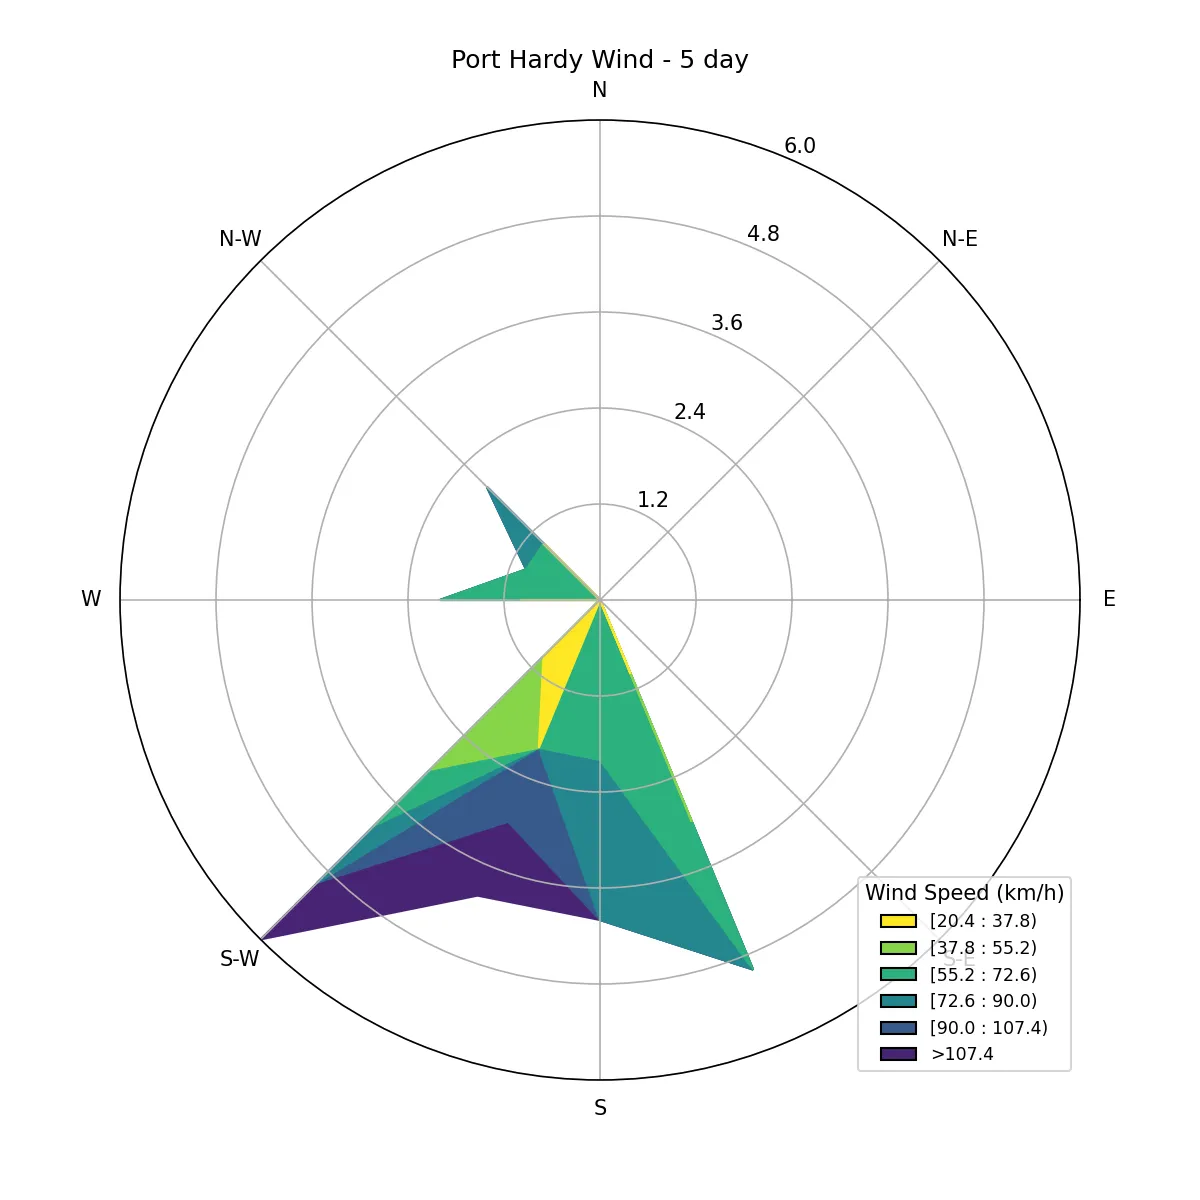 Port Hardy Wind - 5 day
N
6.0
N-W
N-E
4.8
3.6
2.4
1.2
W
E
S-W
S-E
S
Wind Speed (km/h)
[20.4 : 37.8)
[37.8 : 55.2)
[55.2 : 72.6)
[72.6 : 90.0)
[90.0 : 107.4)
>107.4